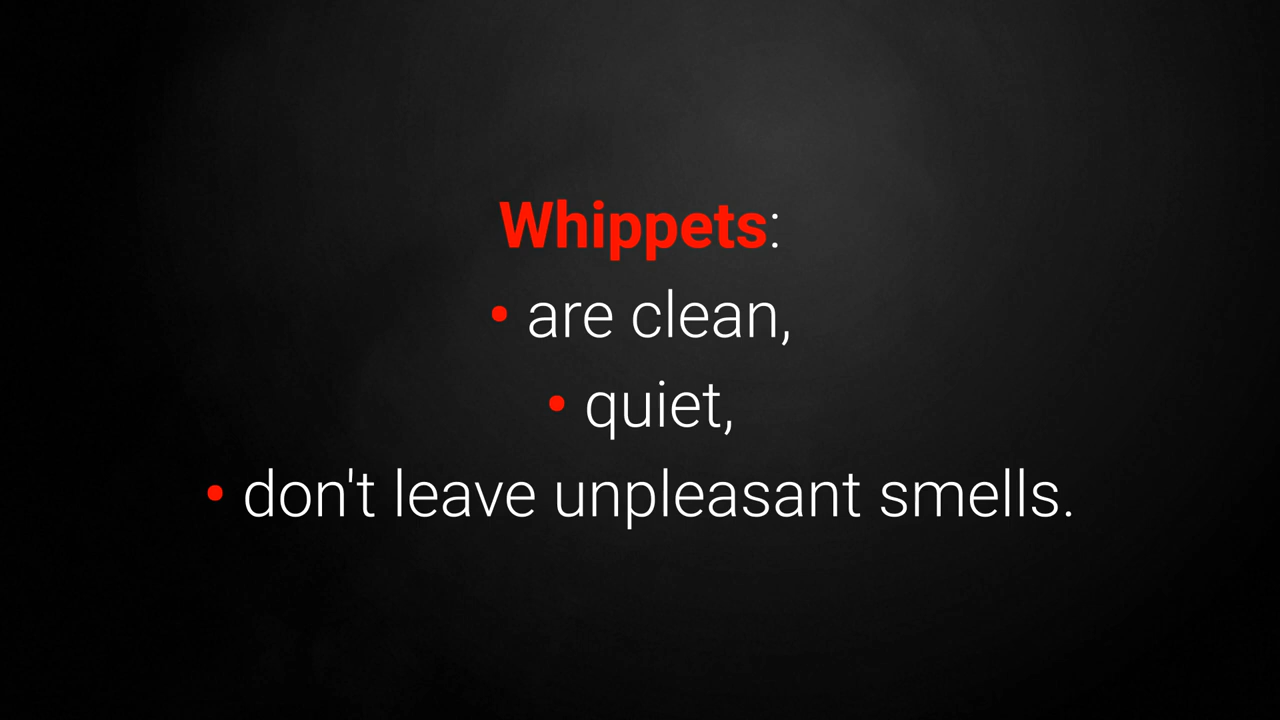 Whippets:
• are clean,
• quiet,
• don't leave unpleasant smells.